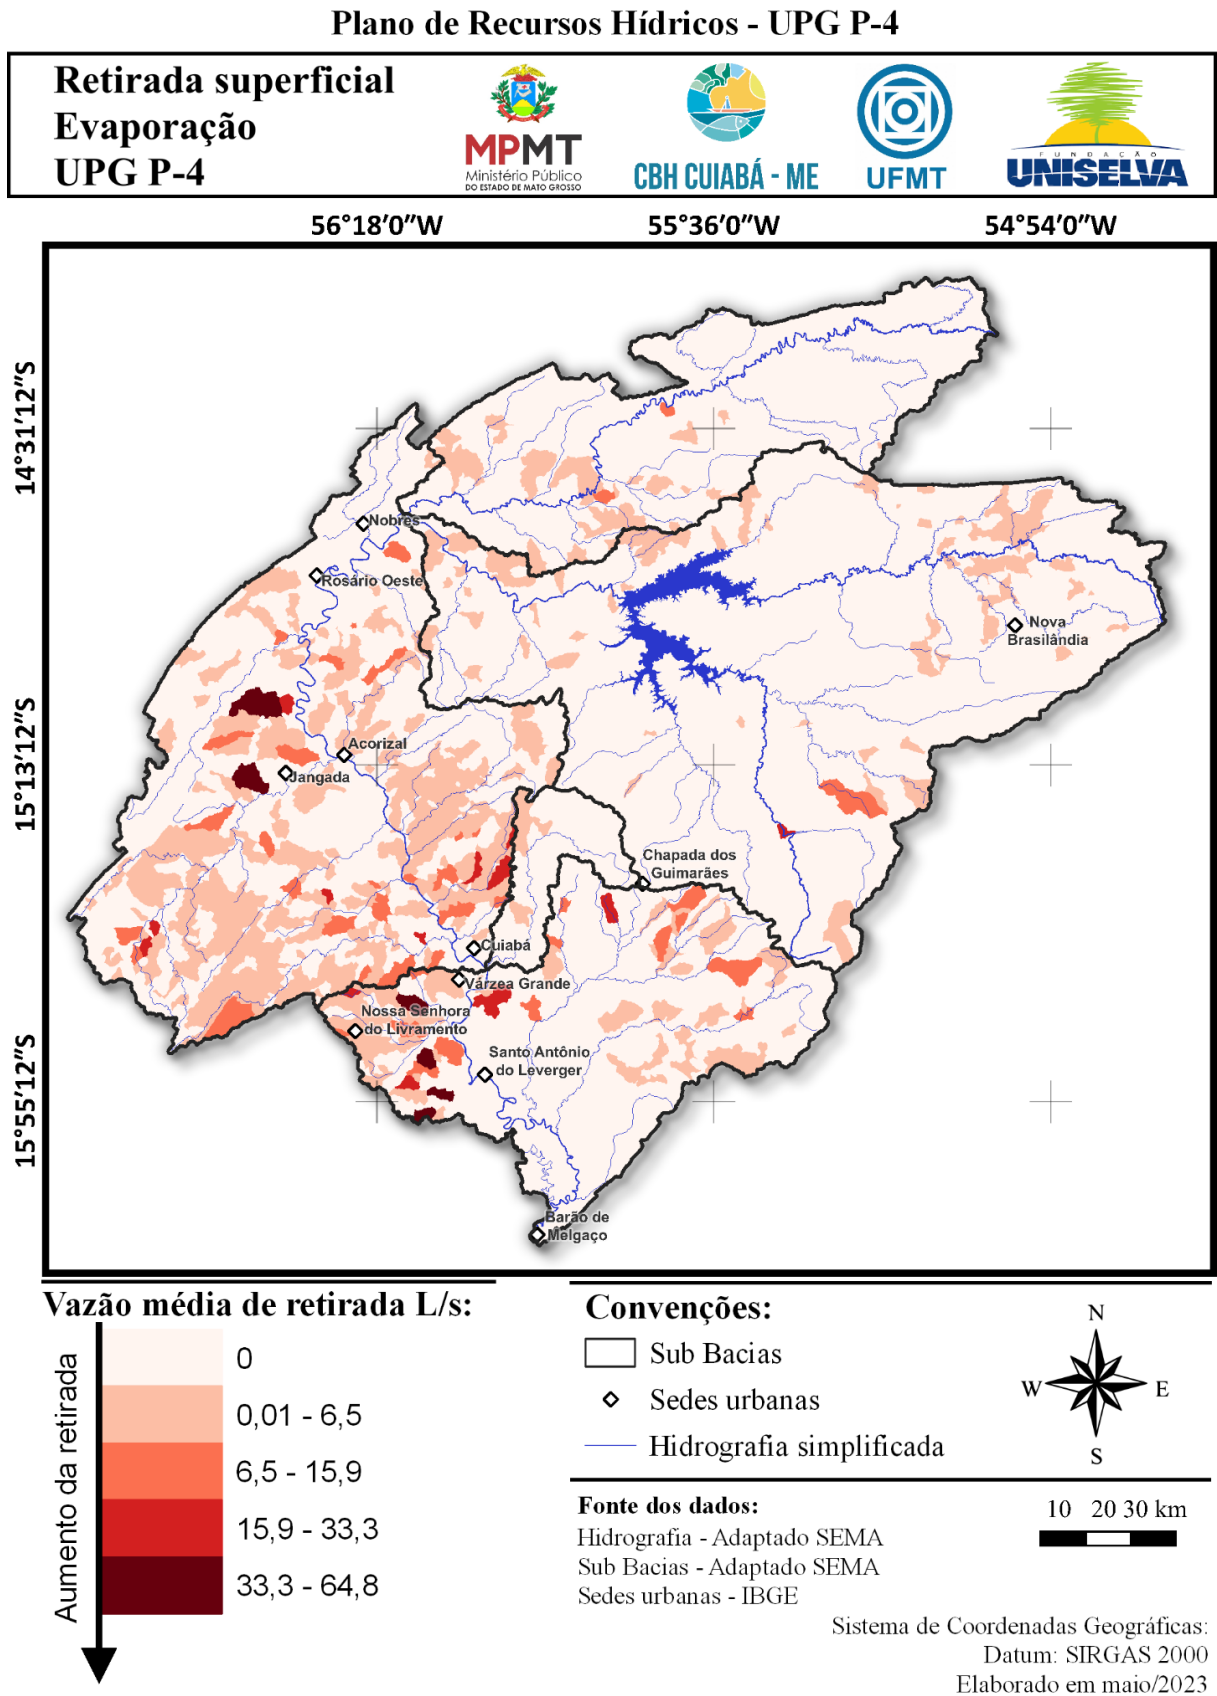 Plano de Recursos Hídricos - UPG P-4
Retirada superficial
Evaporação
UPG P-4
MPMT
Ministério Público
DO ESTADO DE MATO GROSSO
CBH CUIABÁ - ME
UFMT
FUNDAÇÃO
UNISELVA
56°18'0"W
55°36'0"W
54°54'0"W
14°31'12"S
15°13'12"S
15°55'12"S
Nobres
Rosário Oeste
Nova
Brasilândia
Acorizal
Jangada
Chapada dos
Guimarães
Cuiabá
Várzea Grande
Nossa Senhora
do Livramento
Santo Antônio
do Leverger
Barão de
Melgaço
Vazão média de retirada L/s:
Aumento da retirada
0
0,01 - 6,5
6,5 - 15,9
15,9 - 33,3
33,3 - 64,8
Convenções:
Sub Bacias
Sedes urbanas
Hidrografia simplificada
N
W
E
S
Fonte dos dados:
Hidrografia - Adaptado SEMA
Sub Bacias - Adaptado SEMA
Sedes urbanas - IBGE
10 20 30 km
Sistema de Coordenadas Geográficas:
Datum: SIRGAS 2000
Elaborado em maio/2023